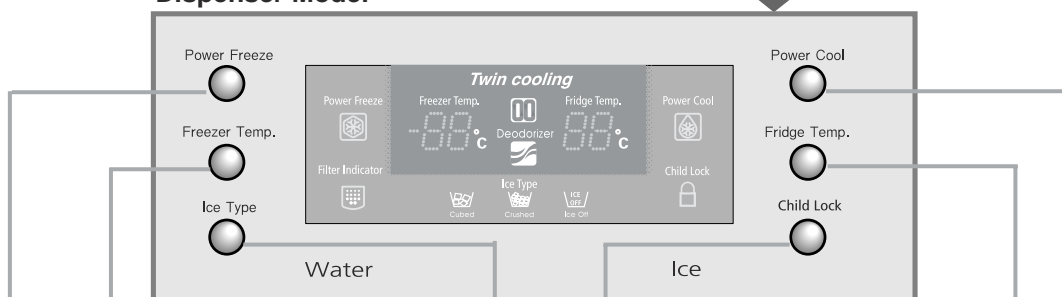 Dispenser Model
Power Freeze
Power Cool
Twin cooling
Power Freeze
Freezer Temp.
Fridge Temp.
Power Cool
-88°C
Deodorizer
88°C
Freezer Temp.
Fridge Temp.
Filter Indicator
Child Lock
Ice Type
ICE
OFF
Cubed
Crushed
Ice Off
Ice Type
Child Lock
Water
Ice